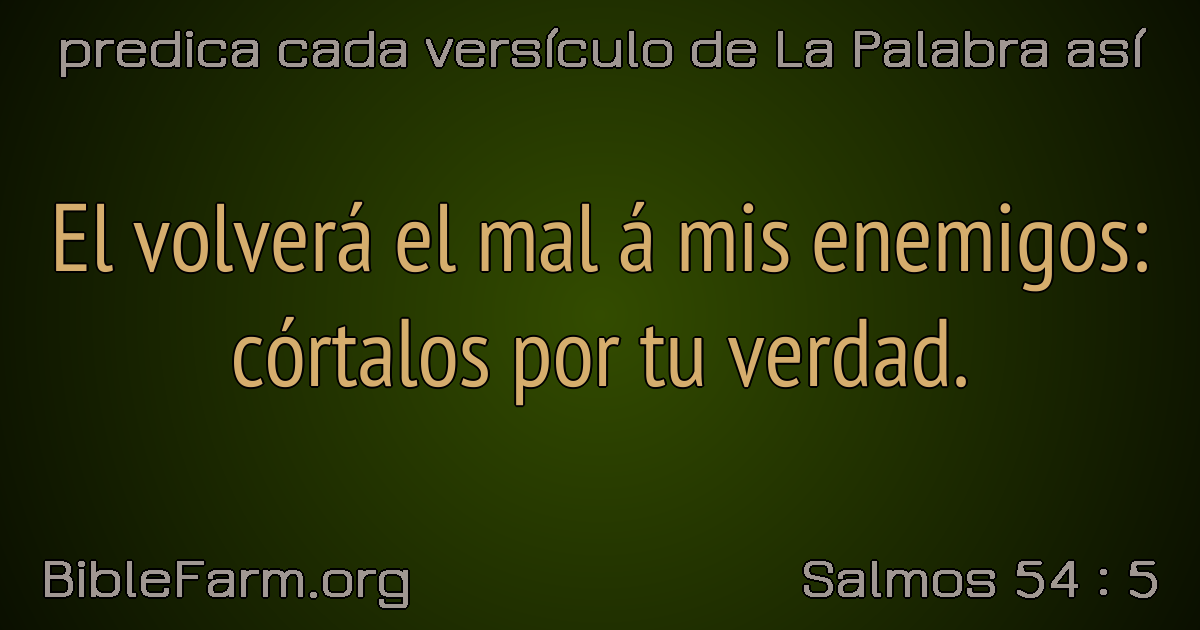 predica cada versículo de La Palabra así
El volverá el mal á mis enemigos:
córtalos por tu verdad.
BibleFarm.org
Salmos 54 : 5